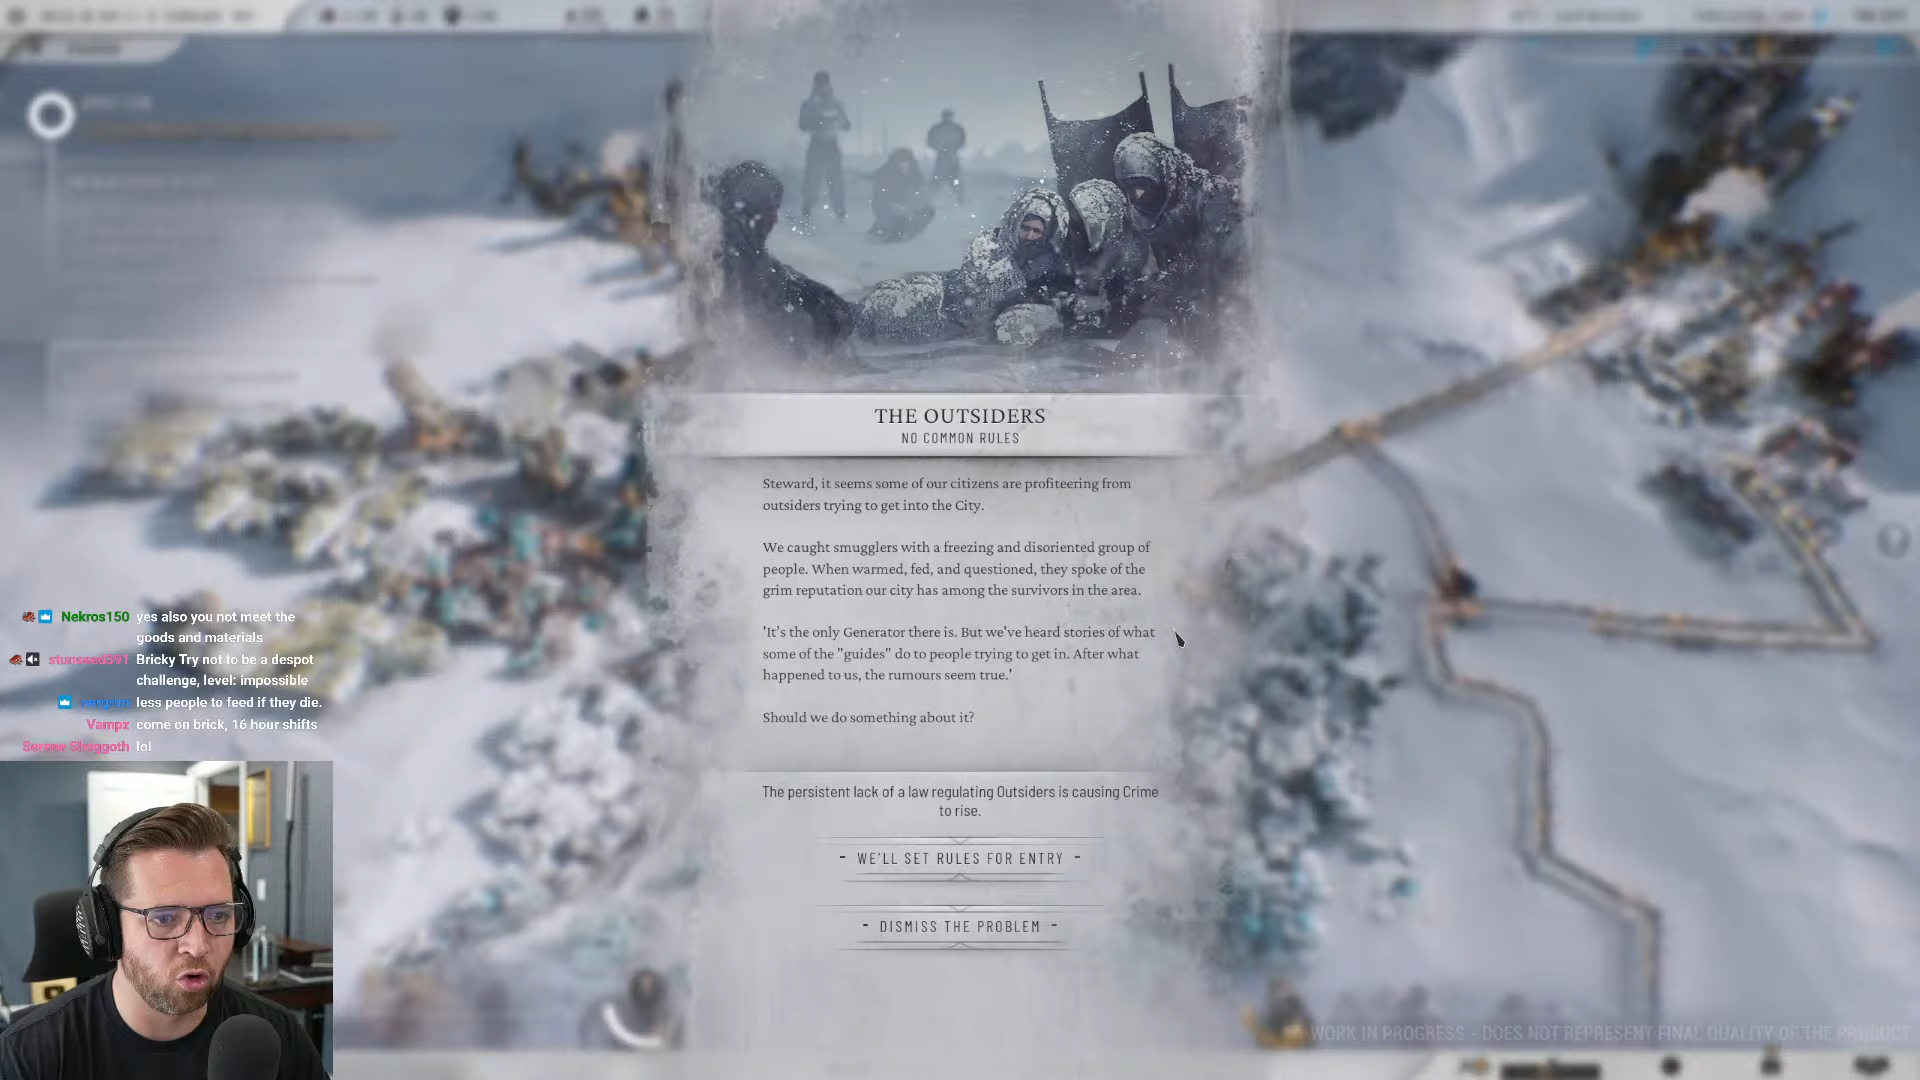 THE OUTSIDERS
NO COMMON RULES
Steward, it seems some of our citizens are profiteering from
outsiders trying to get into the City.
We caught smugglers with a freezing and disoriented group of
people. When warmed, fed, and questioned, they spoke of the
grim reputation our city has among the survivors in the area.
'It's the only Generator there is. But we've heard stories of what
some of the "guides" do to people trying to get in. After what
happened to us, the rumours seem true.'
Should we do something about it?
The persistent lack of a law regulating Outsiders is causing Crime
to rise.
- WE'LL SET RULES FOR ENTRY -
- DISMISS THE PROBLEM -
Nekros150 yes also you not meet the
goods and materials
Bricky Try not to be a despot
challenge, level: impossible
less people to feed if they die.
Vampz come on brick, 16 hour shifts
lol
WORK IN PROGRESS - DOES NOT REPRESENT FINAL QUALITY OF THE PRODUCT